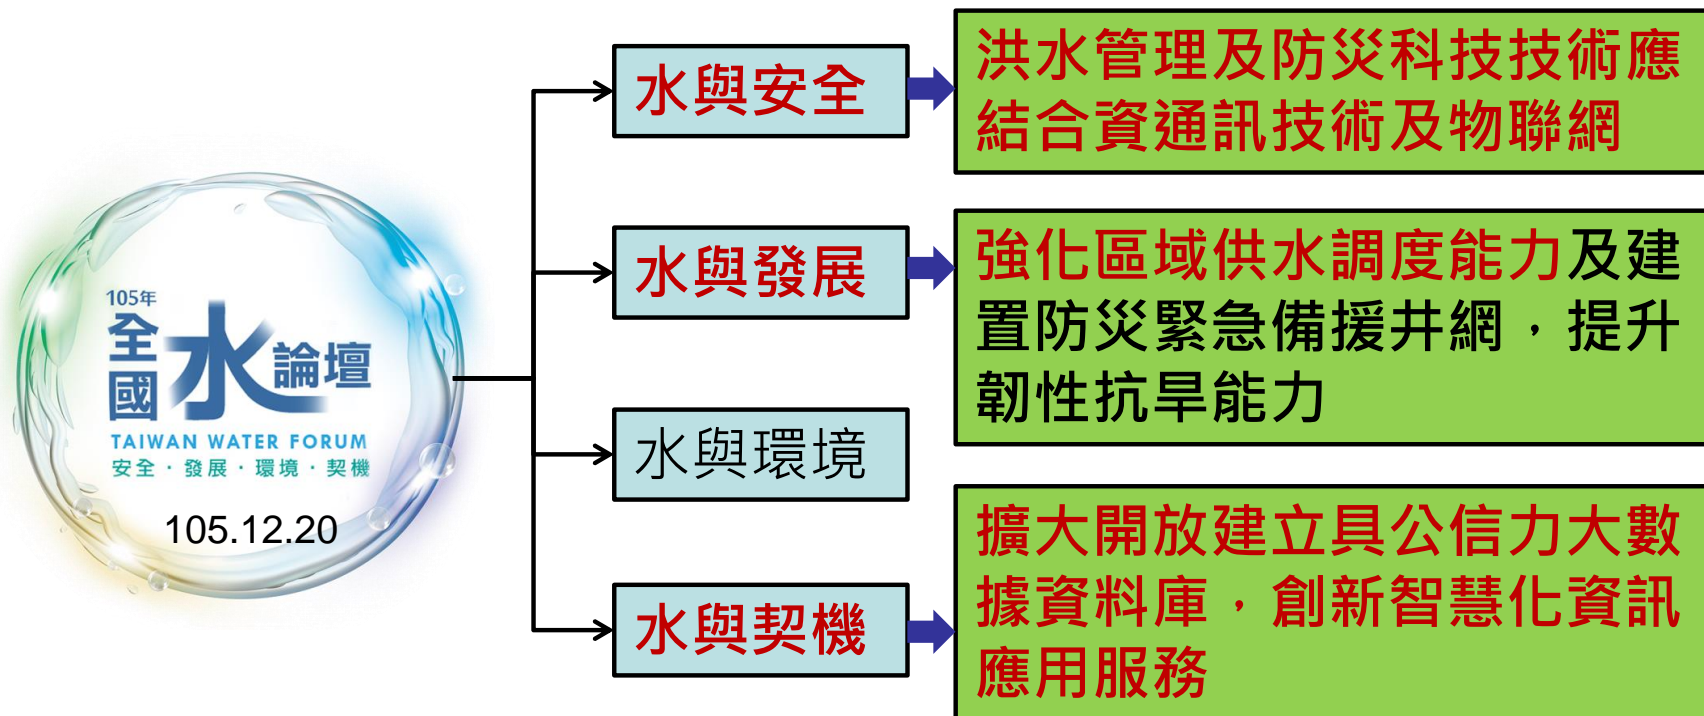 105年
全國水論壇
TAIWAN WATER FORUM
安全・發展・環境・契機
105.12.20
水與安全
洪水管理及防災科技技術應
結合資通訊技術及物聯網
水與發展
強化區域供水調度能力及建
置防災緊急備援井網，提升
韌性抗旱能力
水與環境
水與契機
擴大開放建立具公信力大數
據資料庫，創新智慧化資訊
應用服務